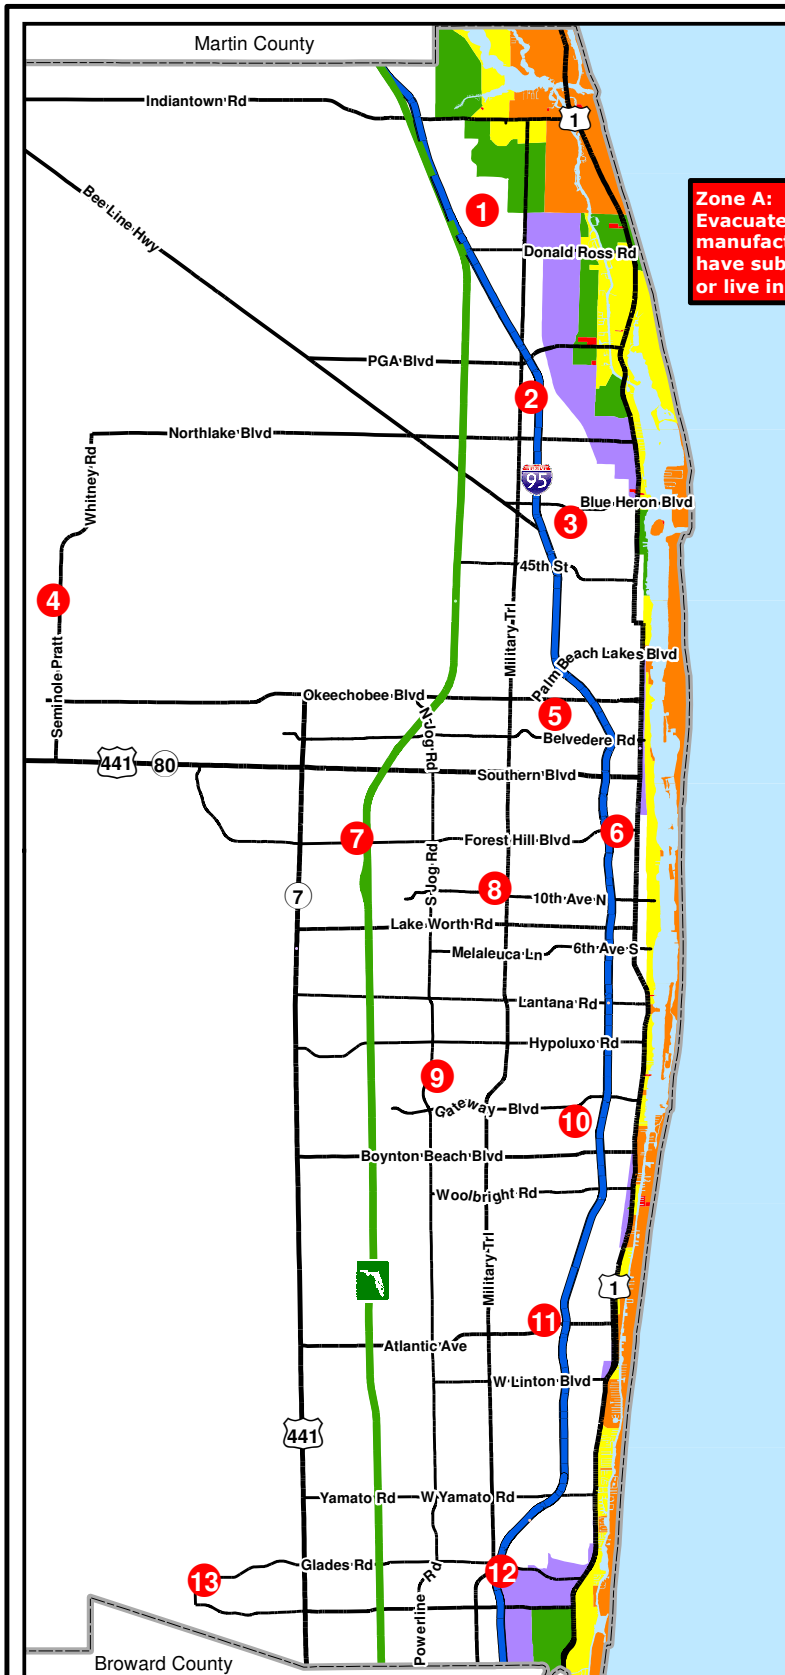 Martin County
Indiantown Rd
1
Bee Line Hwy
Zone A:
Evacuate
manufact
have sub
or live in
1
Donald Ross Rd
PGA Blvd
2
Northlake Blvd
Whitney Rd
95
Blue Heron Blvd
3
45th St
4
Military Trl
Seminole Pratt
Palm Beach Lakes Blvd
Okeechobee Blvd
5
N Jog Rd
Belvedere Rd
441
80
Southern Blvd
7
Forest Hill Blvd
6
S Jog Rd
8
7
10th Ave N
Lake Worth Rd
Melaleuca Ln
6th Ave S
Lantana Rd
Hypoluxo Rd
9
Gateway Blvd
10
Boynton Beach Blvd
Woolbright Rd
Military Trl
1
11
Atlantic Ave
W Linton Blvd
441
Yamato Rd
W Yamato Rd
Glades Rd
12
13
Powerline Rd
Broward County